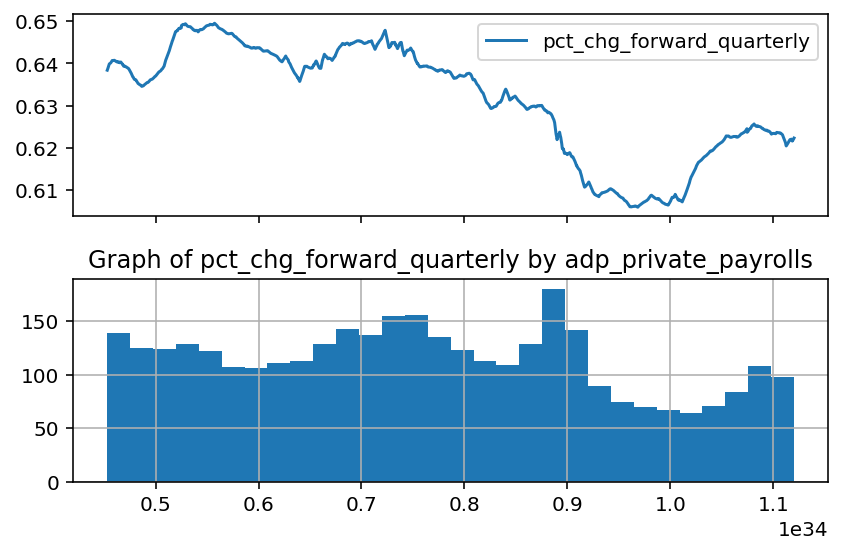 0.65
0.64
0.63
0.62
0.61
pct_chg_forward_quarterly
Graph of pct_chg_forward_quarterly by adp_private_payrolls
150
100
50
0
0.5 0.6 0.7 0.8 0.9 1.0 1.1
1e34